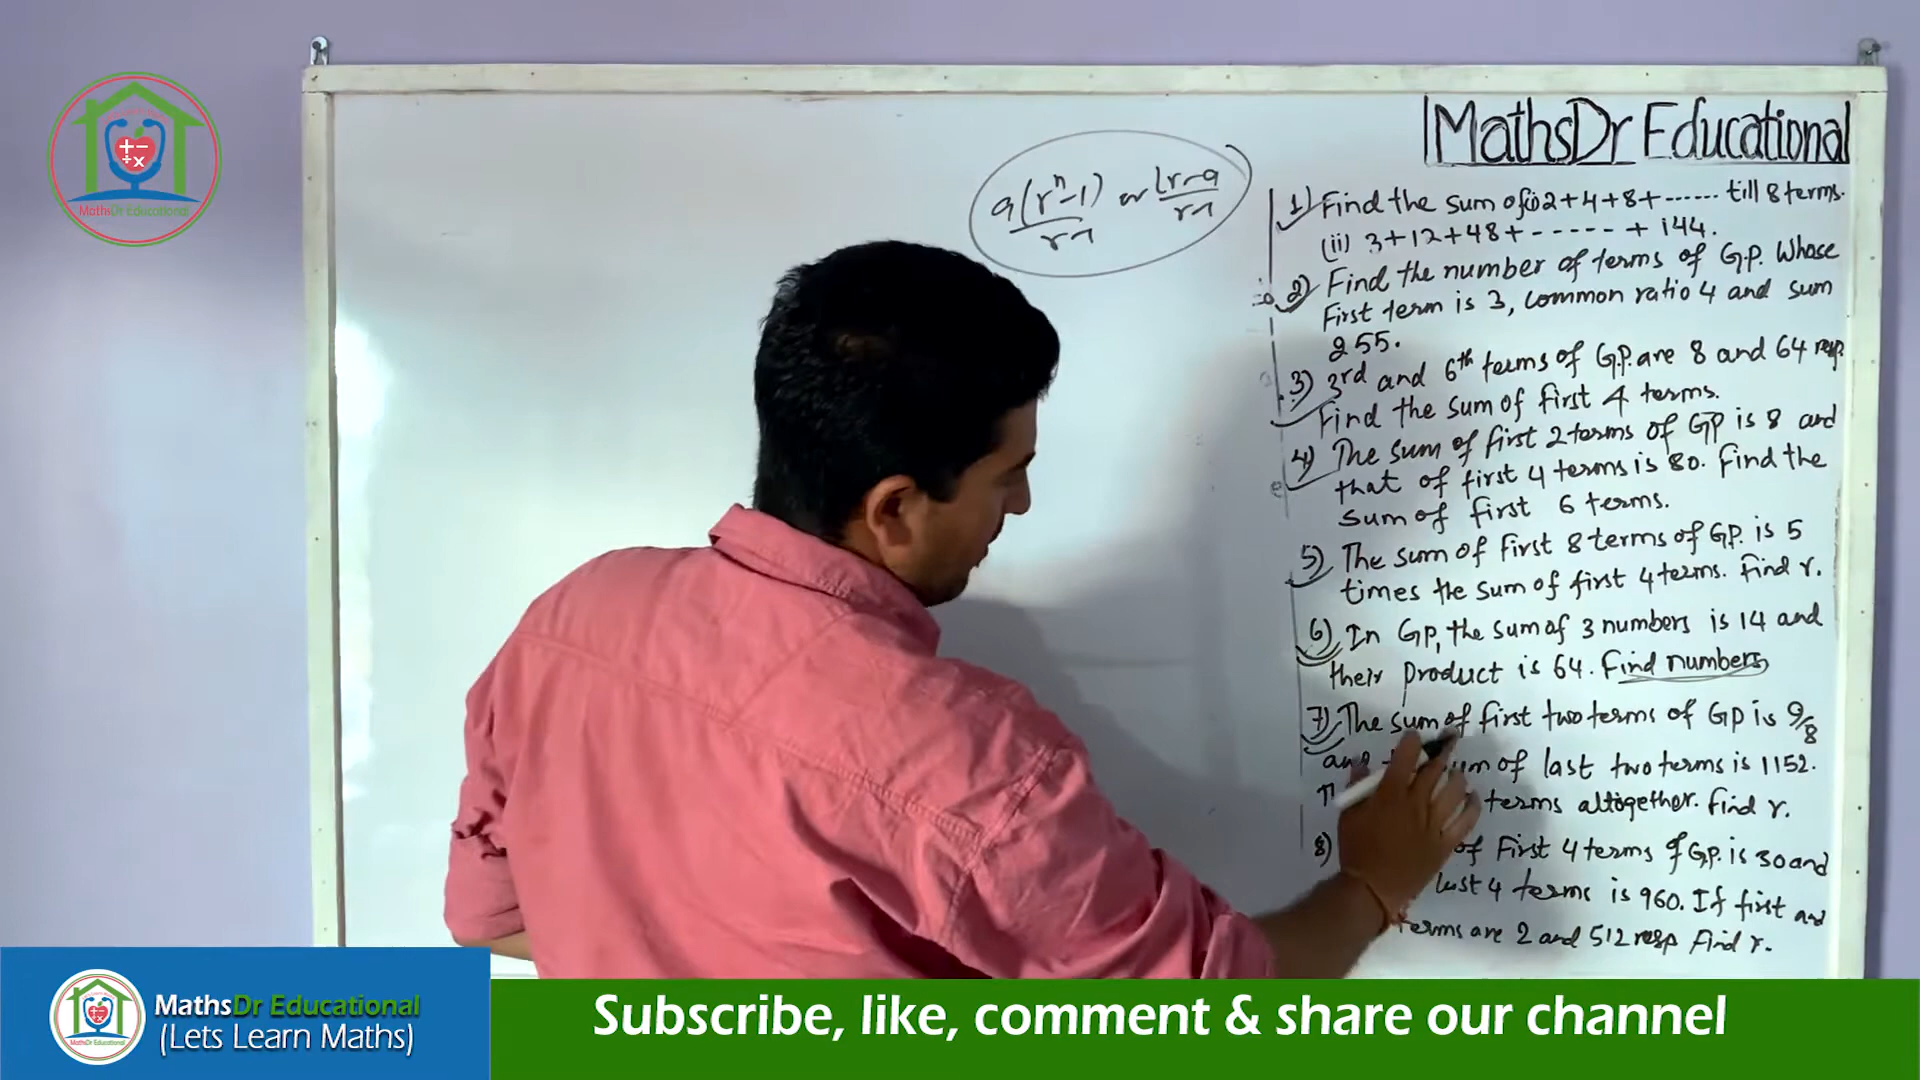 MathsDr Educational
MathsDr Educational
a(rⁿ-1)/r-1 or lr-a/r-1
1) Find the sum of (i) 2+4+8+------ till 8 terms.
(ii) 3+12+48+------+ 144.
2) Find the number of terms of G.P. whose
First term is 3, common ratio 4 and sum
255.
3) 3rd and 6th terms of G.P. are 8 and 64 resp.
Find the sum of first 4 terms.
4) The sum of first 2 terms of GP is 8 and
that of first 4 terms is 80. Find the
sum of first 6 terms.
5) The sum of First 8 terms of G.P. is 5
times the sum of first 4 terms. Find r.
6) In GP, the sum of 3 numbers is 14 and
their product is 64. Find numbers
7) The sum of first two terms of GP is 9/8
and um of last two terms is 1152.
terms altogether. Find r.
8) of First 4 terms of G.P. is 30 and
last 4 terms is 960. If first and
terms are 2 and 512 resp Find r.
MathsDr Educational
MathsDr Educational
(Lets Learn Maths)
Subscribe, like, comment & share our channel